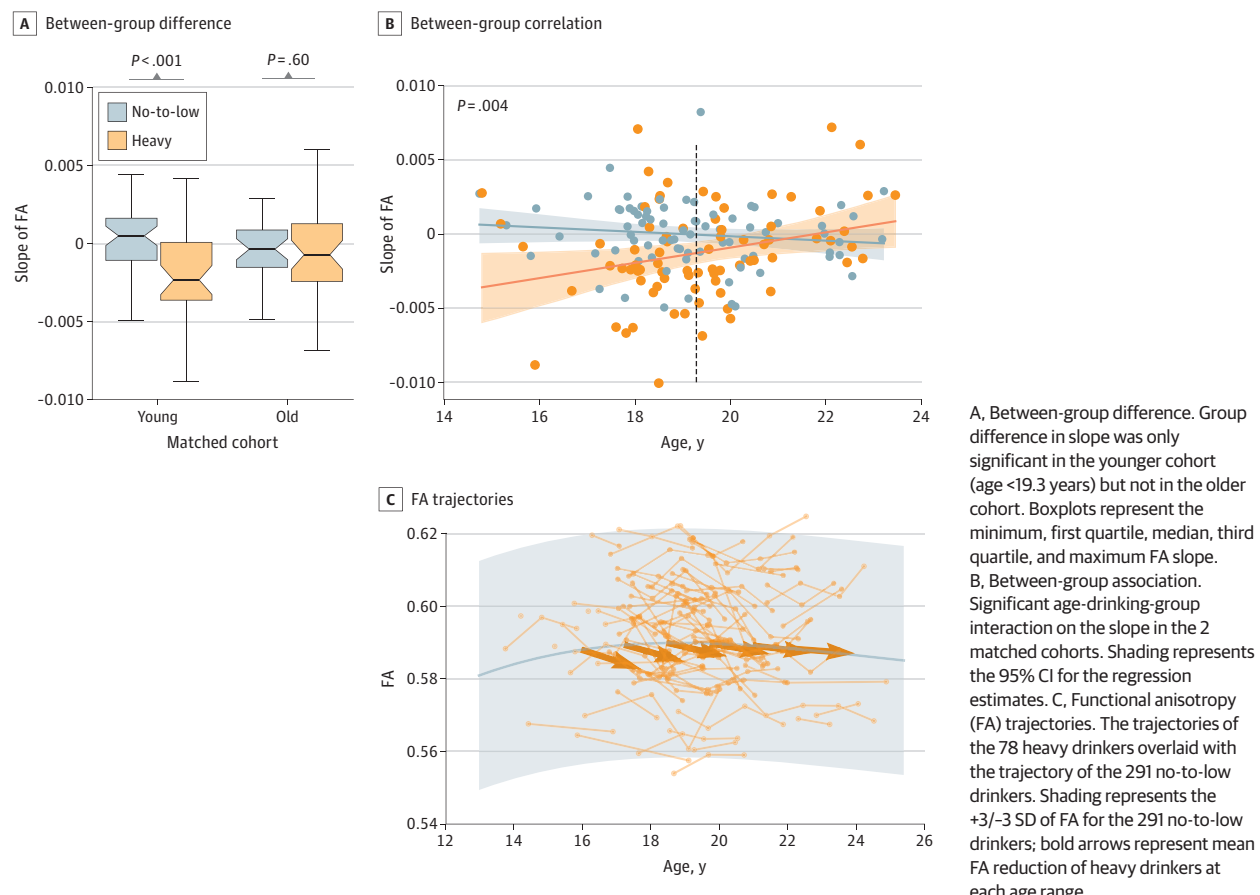 A Between-group difference
P<.001
P=.60
0.010
0.005
0
-0.005
-0.010
Slope of FA
No-to-low
Heavy
Young
Old
Matched cohort
B Between-group correlation
P=.004
0.010
0.005
0
-0.005
-0.010
Slope of FA
14
16
18
20
22
24
Age, y
C FA trajectories
0.62
0.60
0.58
0.56
0.54
FA
12
14
16
18
20
22
24
26
Age, y
A, Between-group difference. Group
difference in slope was only
significant in the younger cohort
(age <19.3 years) but not in the older
cohort. Boxplots represent the
minimum, first quartile, median, third
quartile, and maximum FA slope.
B, Between-group association.
Significant age-drinking-group
interaction on the slope in the 2
matched cohorts. Shading represents
the 95% CI for the regression
estimates. C, Functional anisotropy
(FA) trajectories. The trajectories of
the 78 heavy drinkers overlaid with
the trajectory of the 291 no-to-low
drinkers. Shading represents the
+3/-3 SD of FA for the 291 no-to-low
drinkers; bold arrows represent mean
FA reduction of heavy drinkers at
each age range.